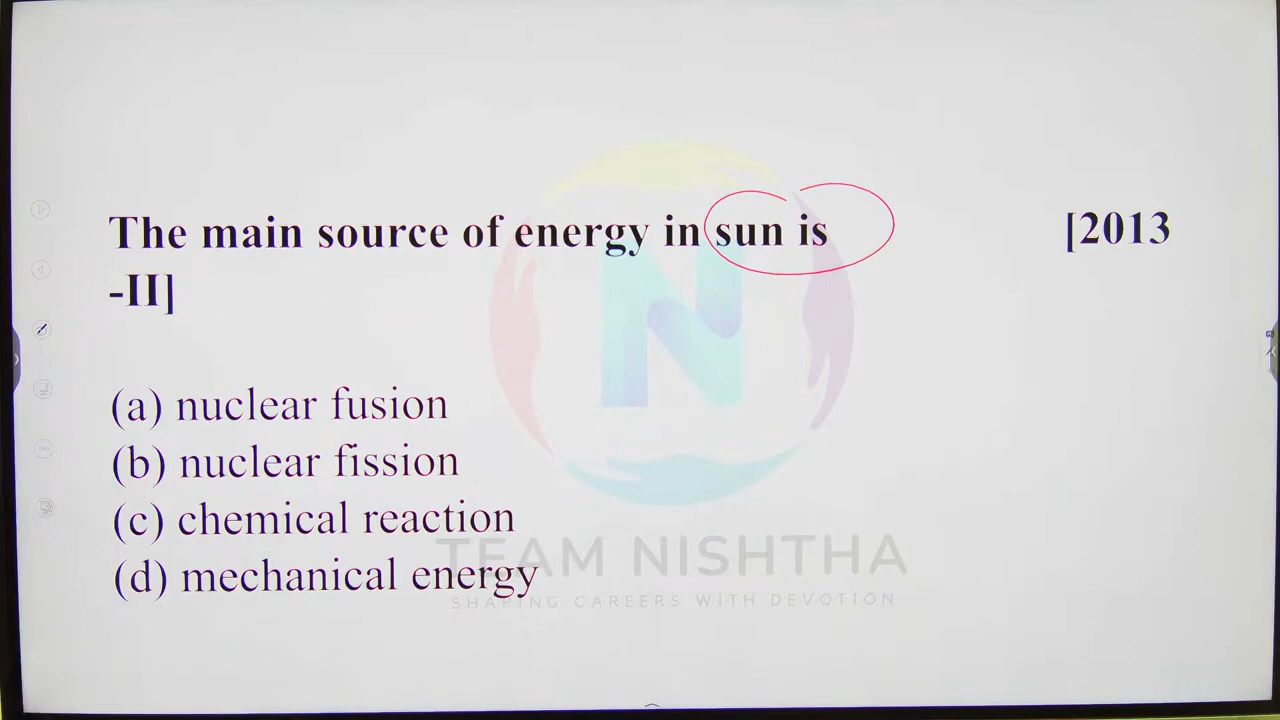 The main source of energy in sun is [2013
-II]
(a) nuclear fusion
(b) nuclear fission
(c) chemical reaction
(d) mechanical energy
TEAM NISHTHA
SHAPING CAREERS WITH DEVOTION